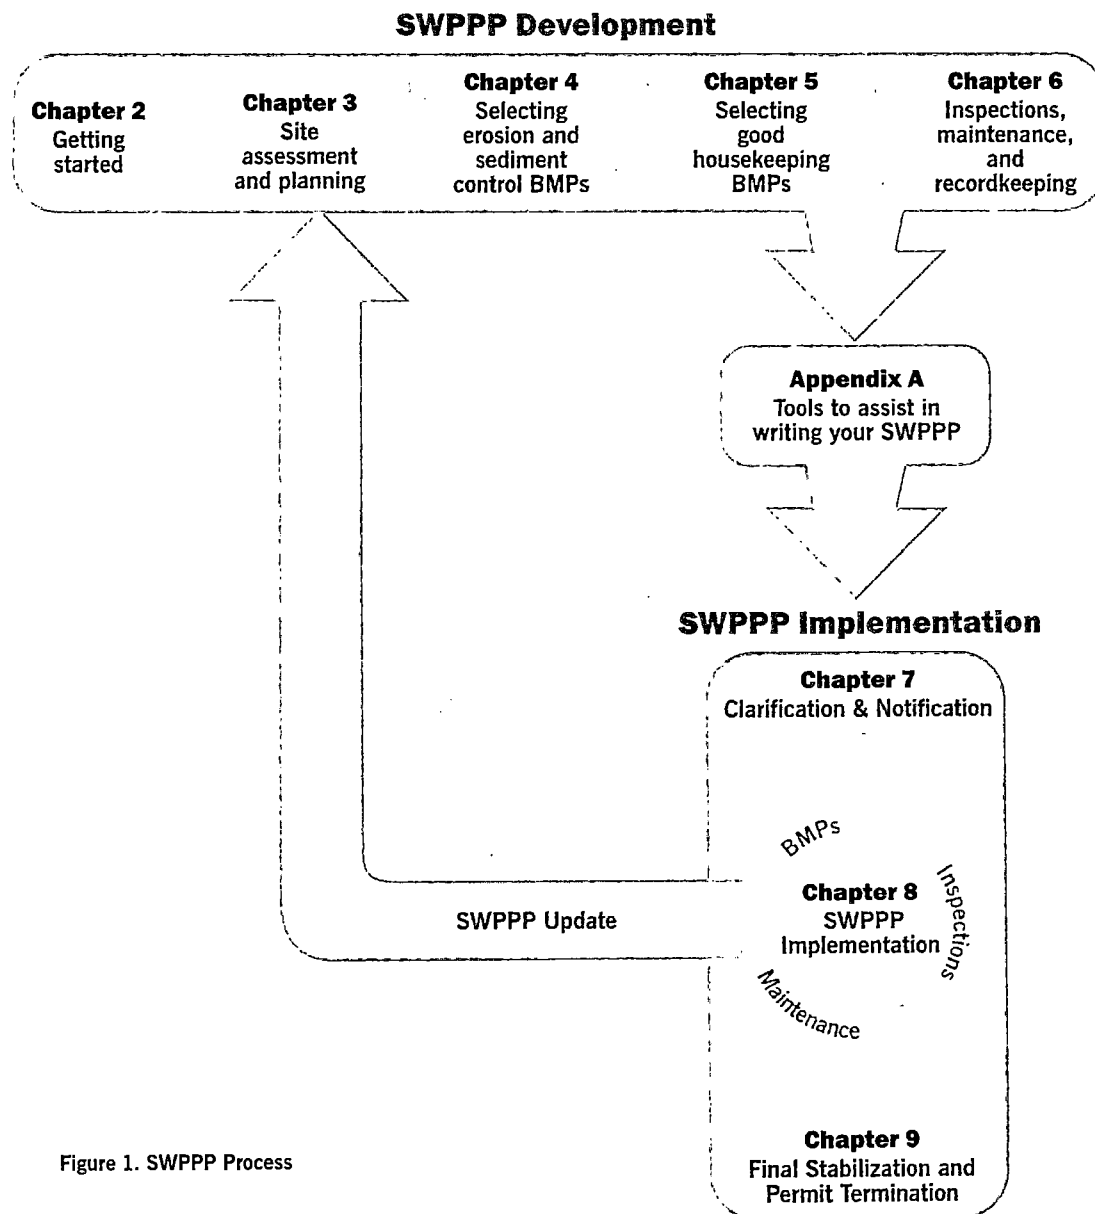 SWPPP Development
Chapter 2
Getting
started
Chapter 3
Site
assessment
and planning
Chapter 4
Selecting
erosion and
sediment
control BMPs
Chapter 5
Selecting
good
housekeeping
BMPs
Chapter 6
Inspections,
maintenance,
and
recordkeeping
Appendix A
Tools to assist in
writing your SWPPP
SWPPP Implementation
Chapter 7
Clarification & Notification
BMPs
Inspections
Chapter 8
SWPPP
Implementation
Maintenance
SWPPP Update
Chapter 9
Final Stabilization and
Permit Termination
Figure 1. SWPPP Process